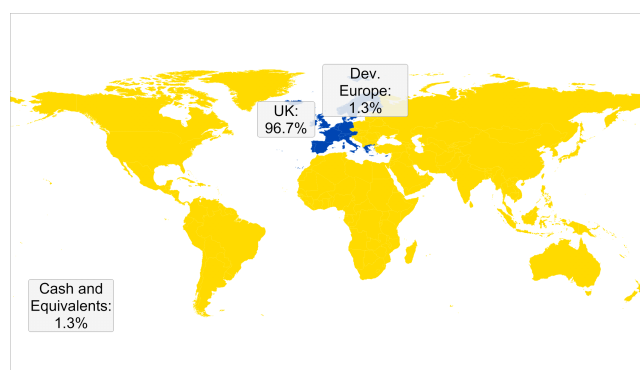 Dev.
Europe:
1.3%
UK:
96.7%
Cash and
Equivalents:
1.3%